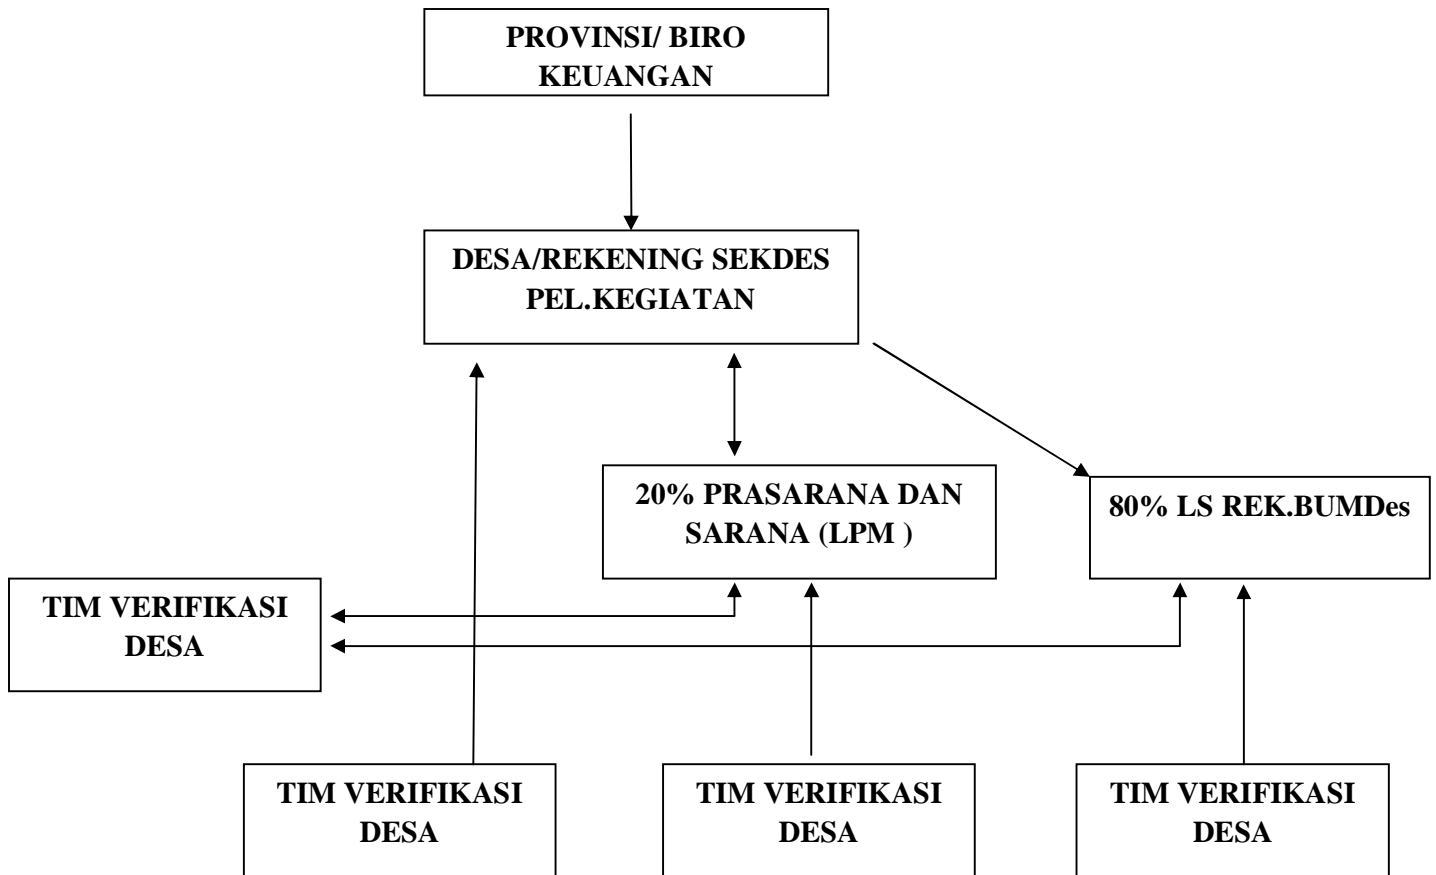 PROVINSI/ BIRO
KEUANGAN
DESA/REKENING SEKDES
PEL.KEGIATAN
20% PRASARANA DAN
SARANA (LPM )
80% LS REK.BUMDes
TIM VERIFIKASI
DESA
TIM VERIFIKASI
DESA
TIM VERIFIKASI
DESA
TIM VERIFIKASI
DESA